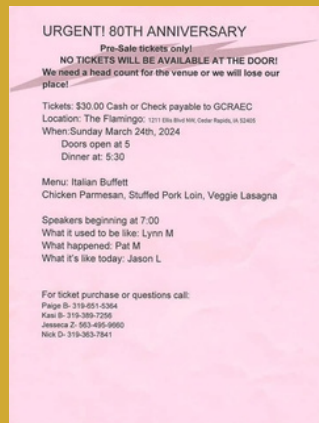 URGENT! 80TH ANNIVERSARY
Pre-Sale tickets only!
NO TICKETS WILL BE AVAILABLE AT THE DOOR!
We need a head count for the venue or we will lose our
place!
Tickets: $30.00 Cash or Check payable to GCRAEC
Location: The Flamingo: 1211 Ellis Blvd NW, Cedar Rapids, IA 52405
When:Sunday March 24th, 2024
Doors open at 5
Dinner at: 5:30
Menu: Italian Buffett
Chicken Parmesan, Stuffed Pork Loin, Veggie Lasagna
Speakers beginning at 7:00
What it used to be like: Lynn M
What happened: Pat M
What it's like today: Jason L
For ticket purchase or questions call:
Paige B- 319-651-5364
Kasi B- 319-389-7256
Jesseca Z- 563-495-9660
Nick D- 319-363-7841